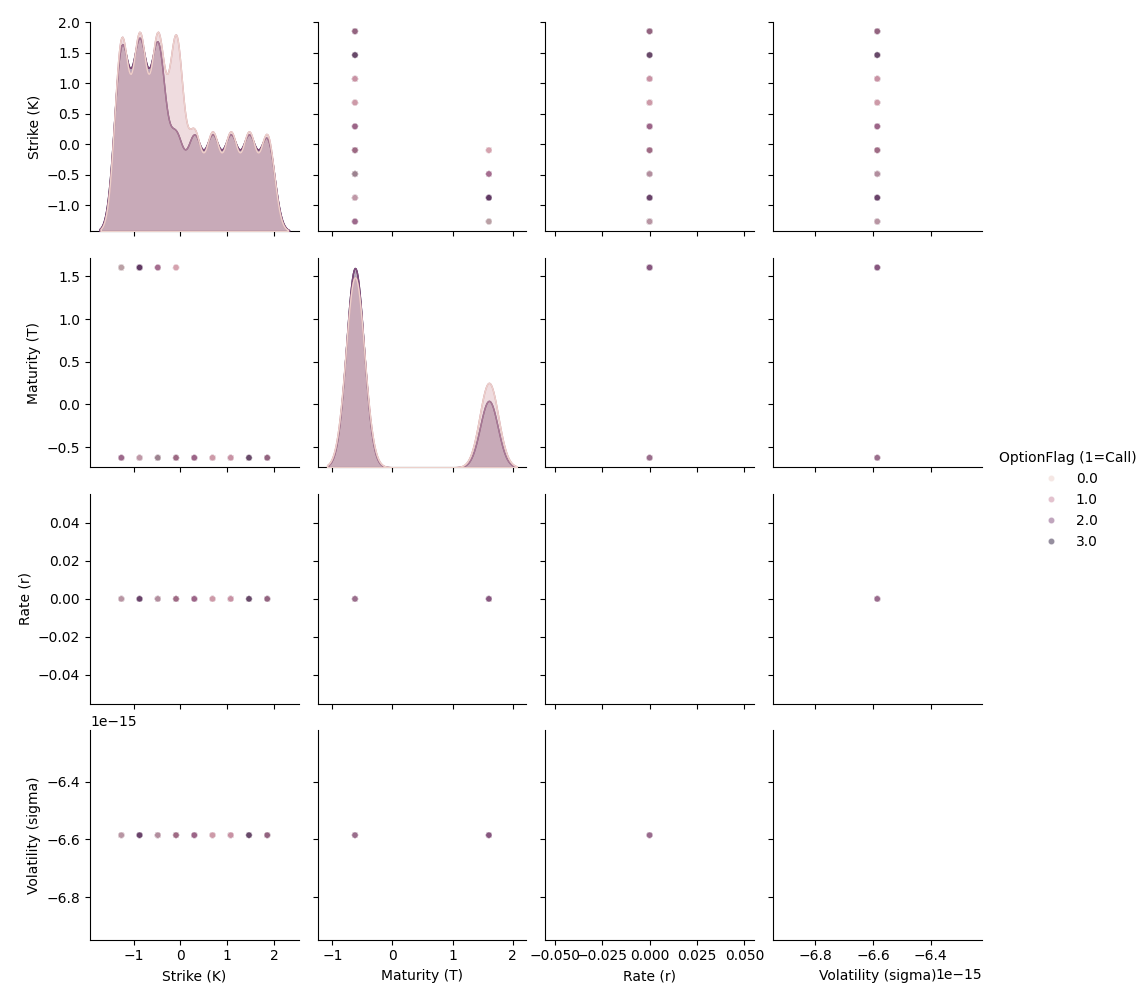 2.0
1.5
1.0
0.5
0.0
−0.5
−1.0
Strike (K)
1.5
1.0
0.5
0.0
−0.5
Maturity (T)
OptionFlag (1=Call)
0.0
1.0
2.0
3.0
0.04
0.02
0.00
−0.02
−0.04
Rate (r)
1e−15
−6.4
−6.6
−6.8
Volatility (sigma)
−1 0 1 2
Strike (K)
−1 0 1 2
Maturity (T)
−0.050 −0.025 0.000 0.025 0.050
Rate (r)
−6.8 −6.6 −6.4
Volatility (sigma) 1e−15